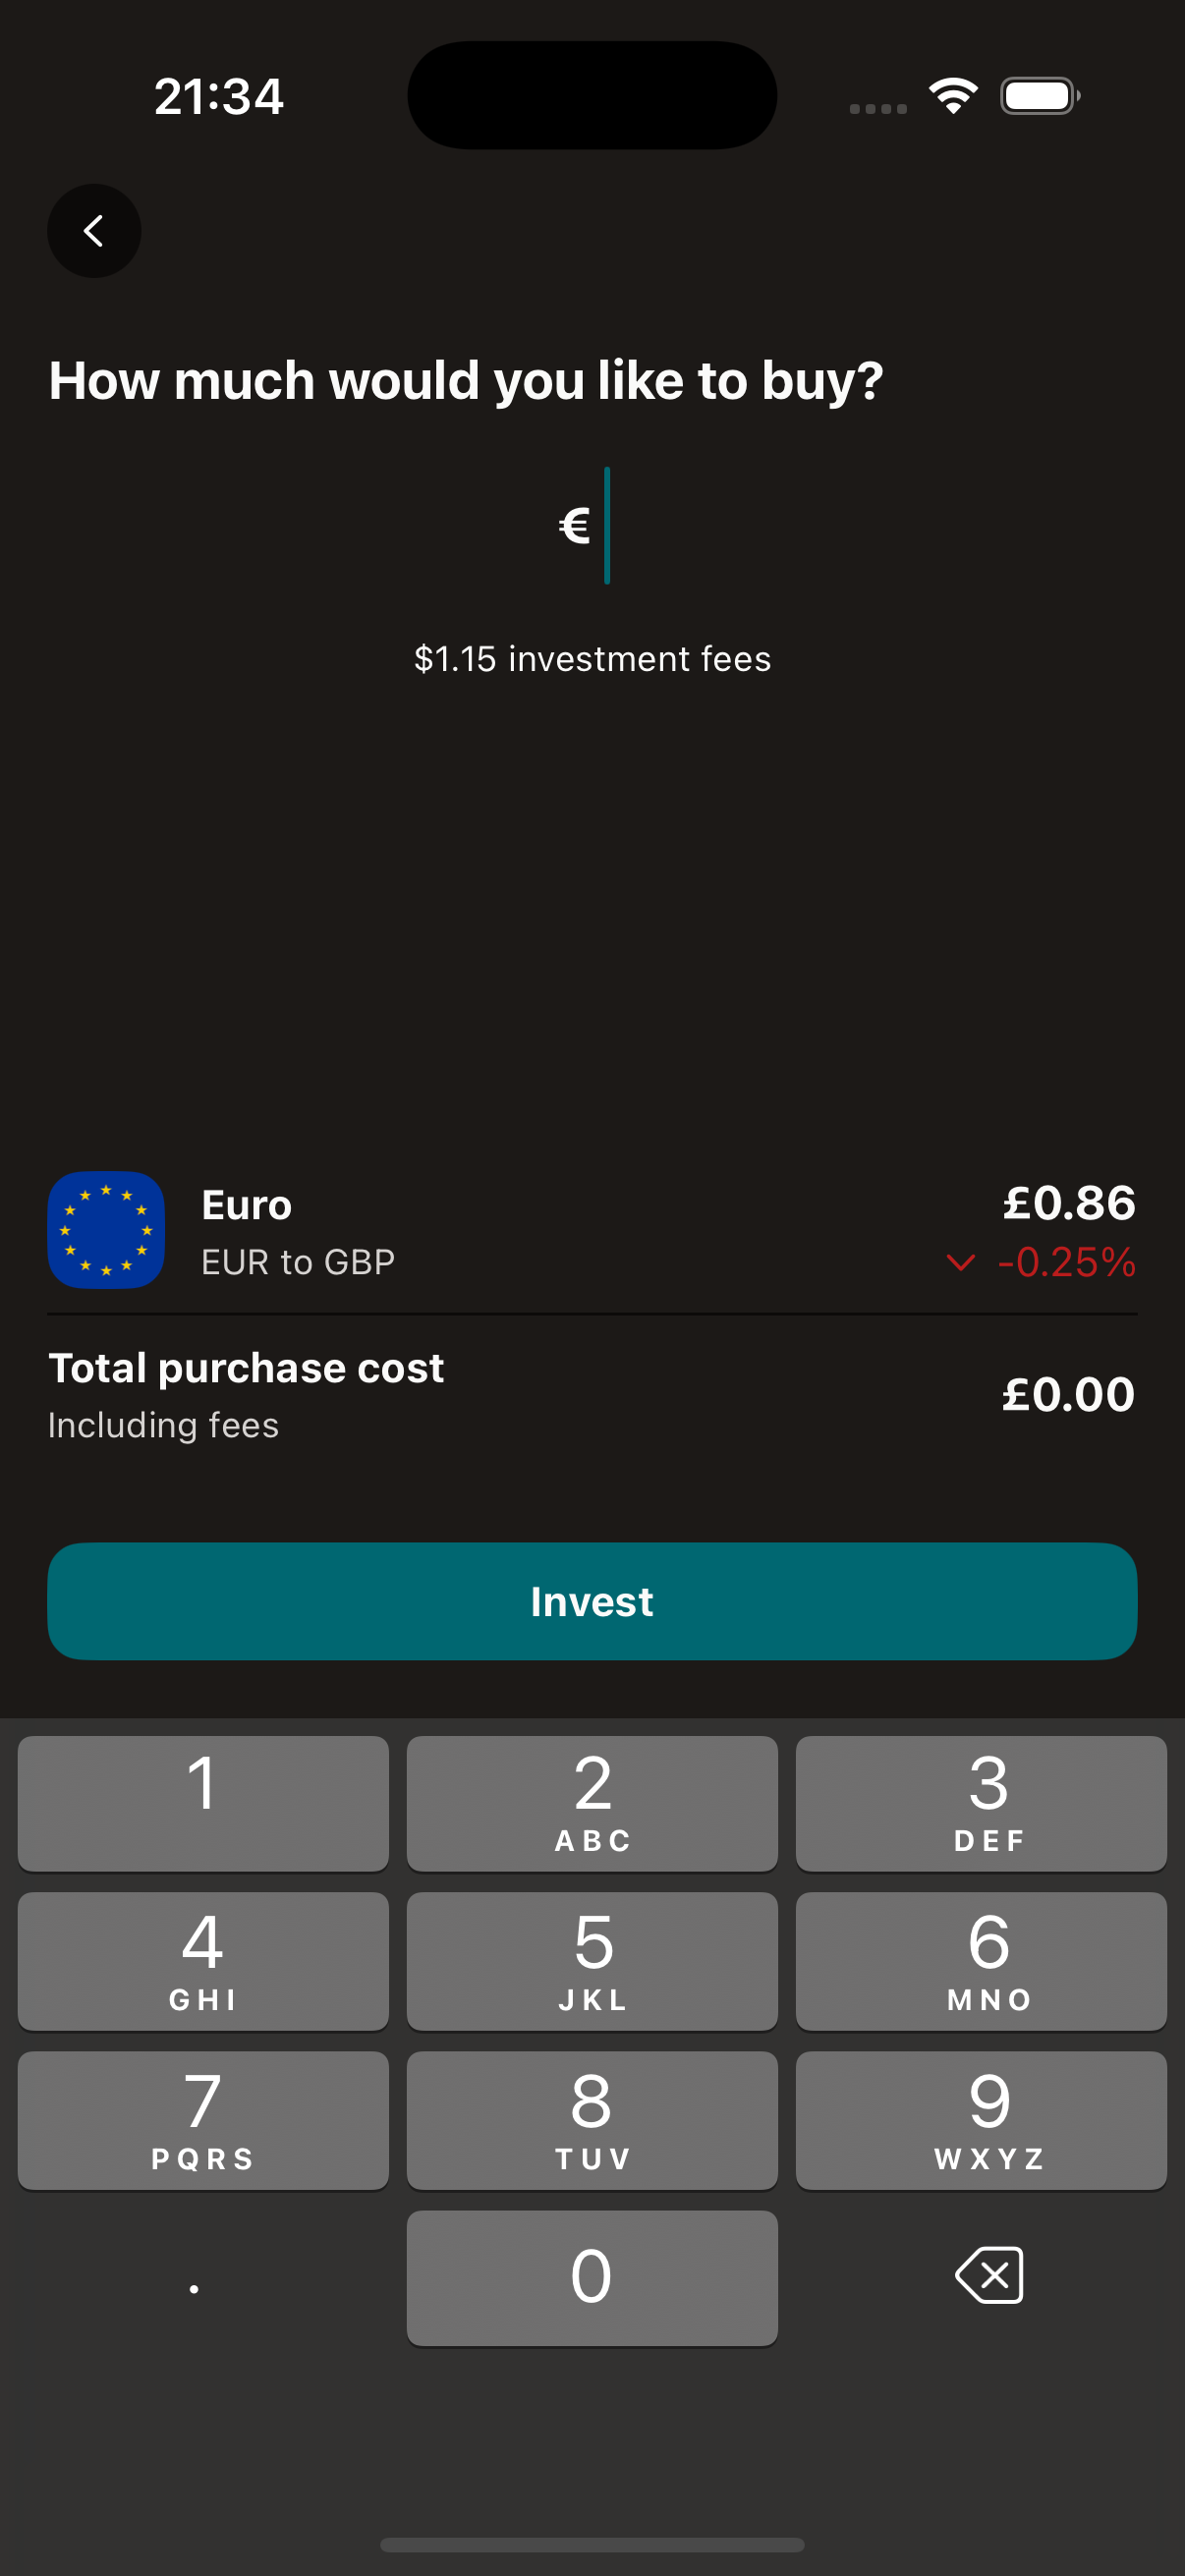 21:34
How much would you like to buy?
€
$1.15 investment fees
Euro
£0.86
EUR to GBP
-0.25%
Total purchase cost
£0.00
Including fees
Invest
1
2
3
ABC
DEF
4
5
6
GHI
JKL
MNO
7
8
9
PQRS
TUV
WXYZ
.
0